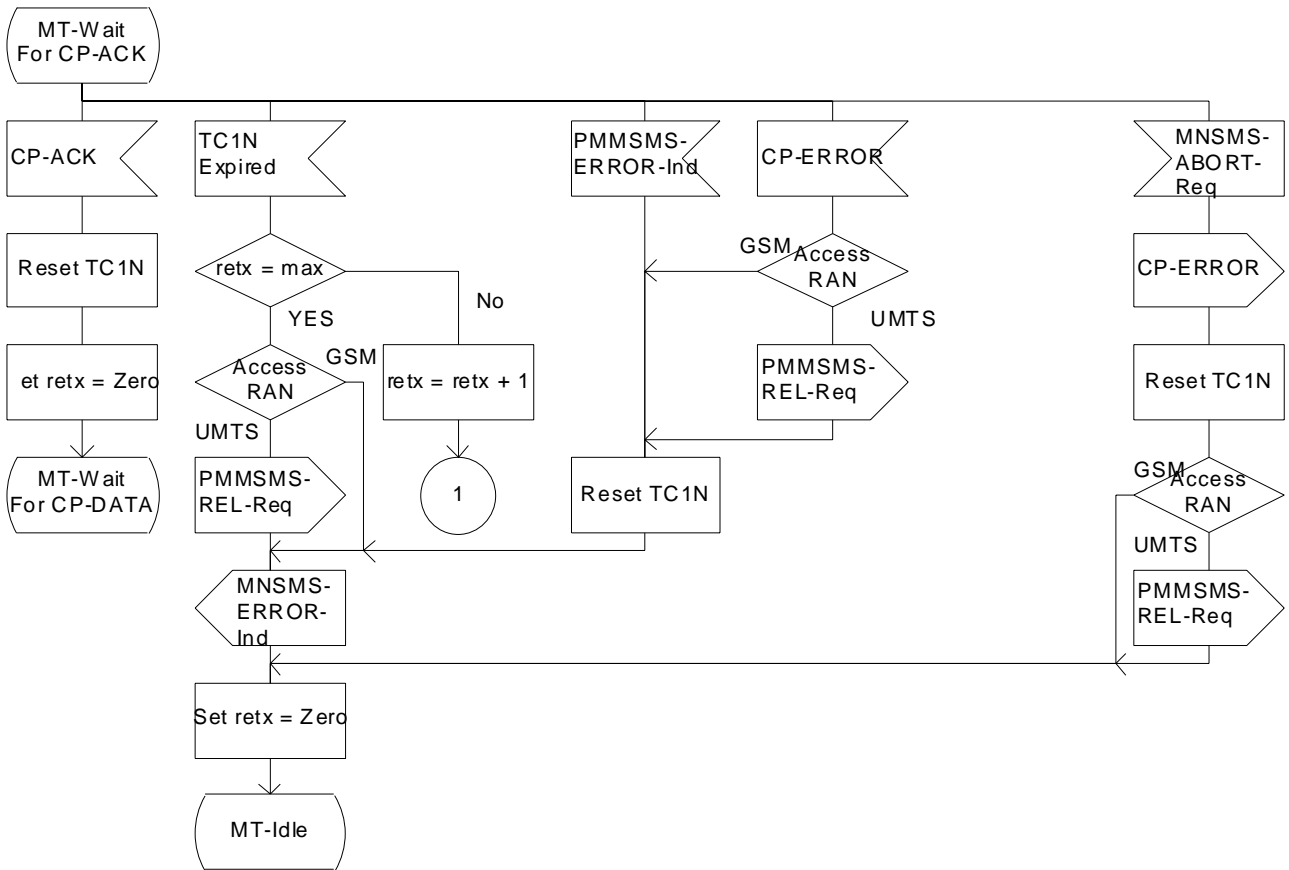 MT-Wait
For CP-ACK
CP-ACK
TC1N
Expired
PMMSMS-
ERROR-Ind
CP-ERROR
MNSMS-
ABORT-
Req
Reset TC1N
retx = max
No
YES
GSM
Access
RAN
UMTS
CP-ERROR
et retx = Zero
Access
RAN
GSM
UMTS
retx = retx + 1
PMMSMS-
REL-Req
Reset TC1N
MT-Wait
For CP-DATA
PMMSMS-
REL-Req
1
Reset TC1N
GSM
Access
RAN
UMTS
MNSMS-
ERROR-
Ind
PMMSMS-
REL-Req
Set retx = Zero
MT-Idle